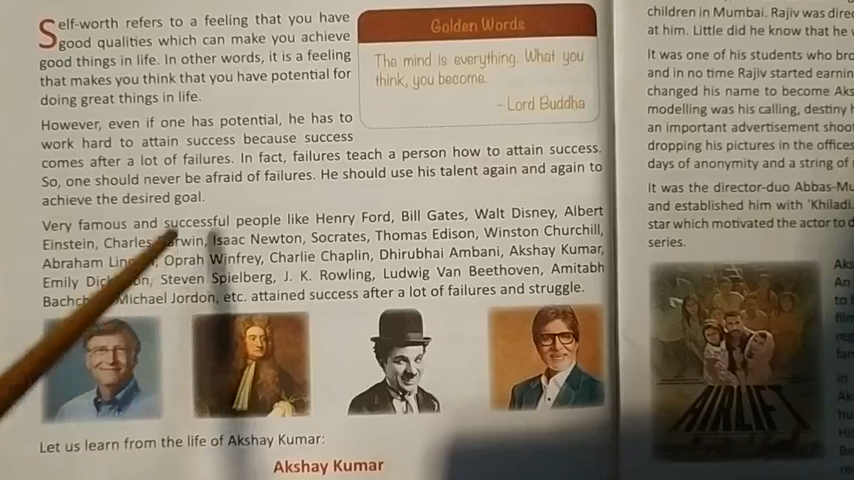 Self-worth refers to a feeling that you have
good qualities which can make you achieve
good things in life. In other words, it is a feeling
that makes you think that you have potential for
doing great things in life.
Golden Words
The mind is everything. What you
think, you become.
– Lord Buddha
However, even if one has potential, he has to
work hard to attain success because success
comes after a lot of failures. In fact, failures teach a person how to attain success.
So, one should never be afraid of failures. He should use his talent again and again to
achieve the desired goal.
Very famous and successful people like Henry Ford, Bill Gates, Walt Disney, Albert
Einstein, Charles Isaac Newton, Socrates, Thomas Edison, Winston Churchill,
Abraham Oprah Winfrey, Charlie Chaplin, Dhirubhai Ambani, Akshay Kumar,
Emily Steven Spielberg, J. K. Rowling, Ludwig Van Beethoven, Amitabh
Michael Jordon, etc. attained success after a lot of failures and struggle.
Let us learn from the life of Akshay Kumar:
Akshay Kumar
children in Mumbai. Rajiv was
at him. Little did he know that he
It was one of his students who
and in no time Rajiv started
changed his name to become
modelling was his calling, destiny
an important advertisement
dropping his pictures in the
days of anonymity and a string of
It was the director-duo
and established him with 'Khiladi
star which motivated the actor to
series.
AIRLIFT
An
In